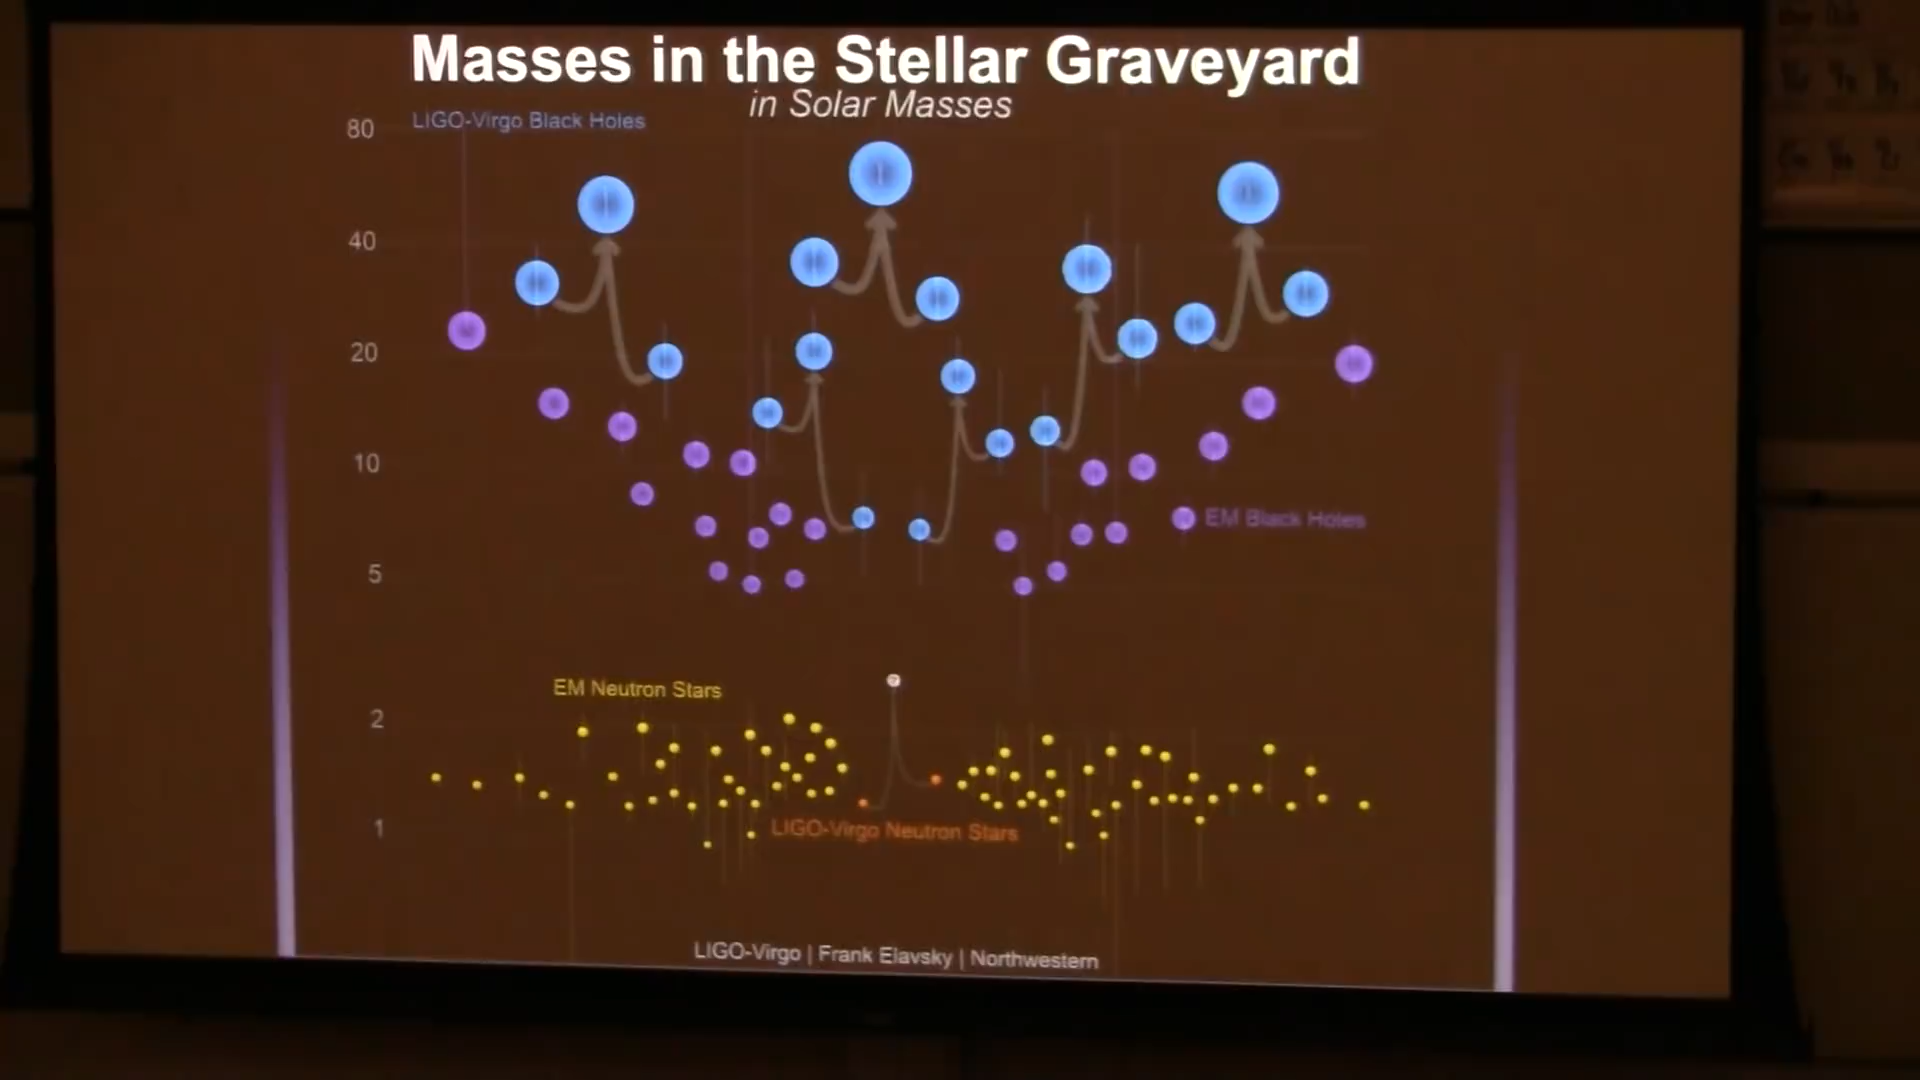 Masses in the Stellar Graveyard
in Solar Masses
LIGO-Virgo Black Holes
80
40
20
10
5
2
1
EM Black Holes
EM Neutron Stars
LIGO-Virgo Neutron Stars
LIGO-Virgo | Frank Elavsky | Northwestern